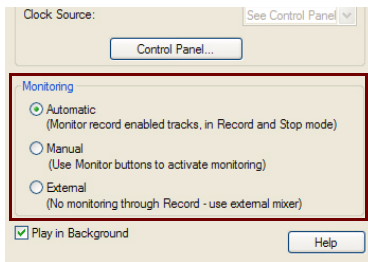 Clock Source:
See Control Panel
Control Panel...
Monitoring
Automatic
(Monitor record enabled tracks, in Record and Stop mode)
Manual
(Use Monitor buttons to activate monitoring)
External
(No monitoring through Record - use external mixer)
Play in Background
Help